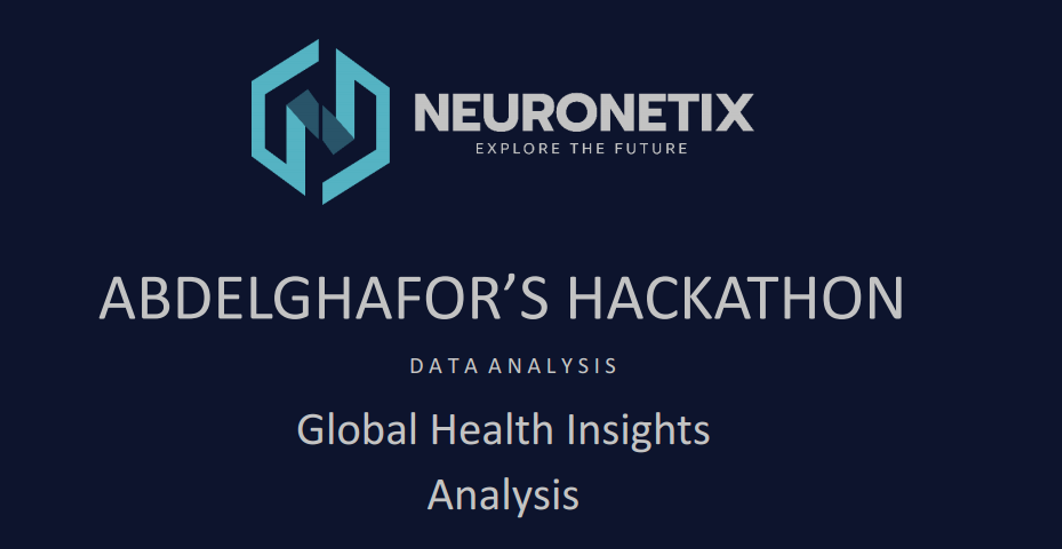 NEURONETIX
EXPLORE THE FUTURE
ABDELGHAFOR’S HACKATHON
DATA ANALYSIS
Global Health Insights
Analysis